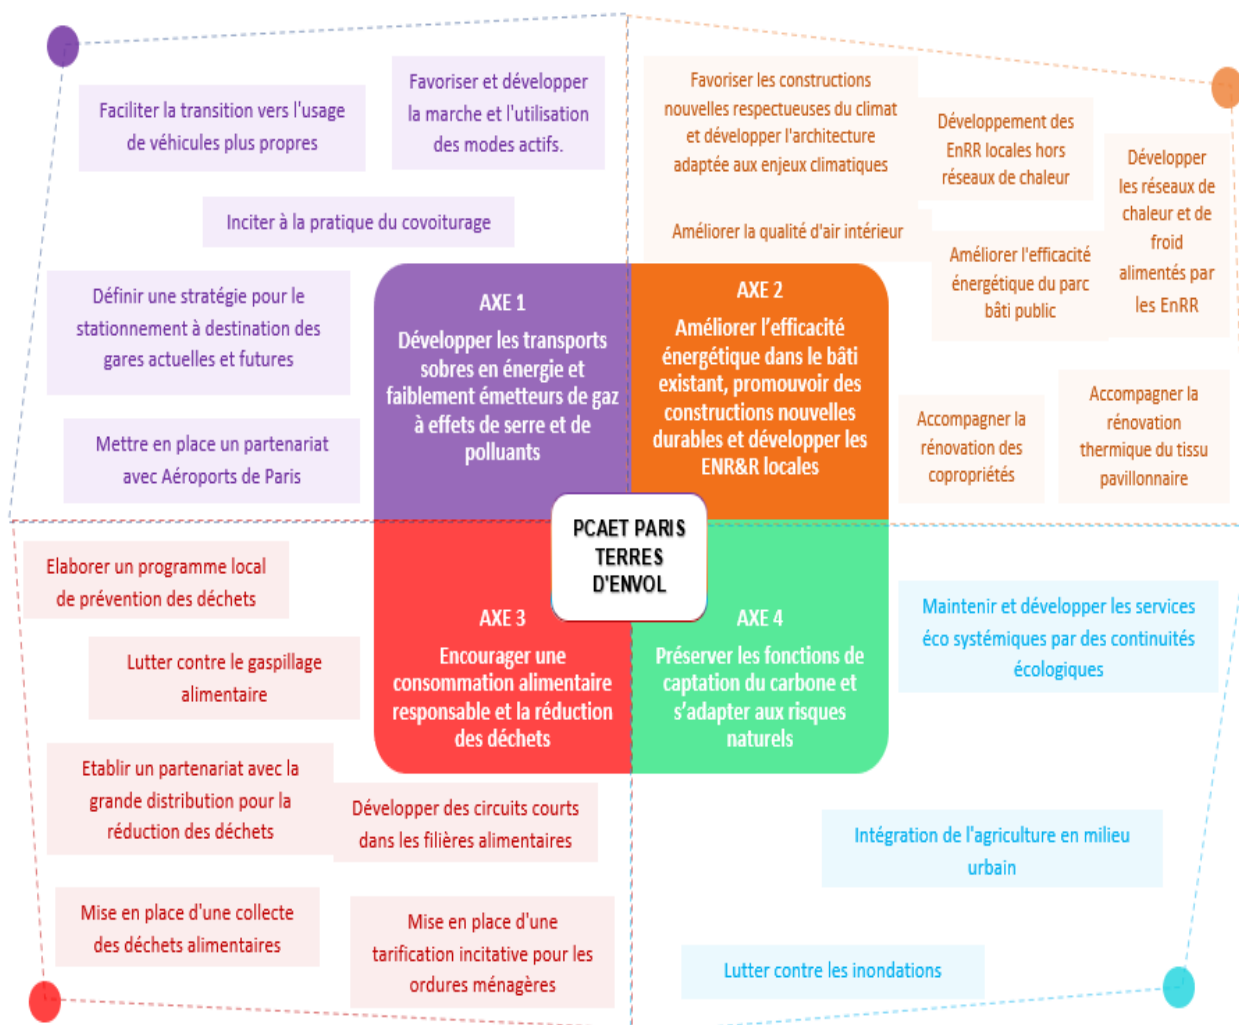 Faciliter la transition vers l'usage
de véhicules plus propres
Favoriser et développer
la marche et l'utilisation
des modes actifs.
Inciter à la pratique du covoiturage
Définir une stratégie pour le
stationnement à destination des
gares actuelles et futures
Mettre en place un partenariat
avec Aéroports de Paris
Favoriser les constructions
nouvelles respectueuses du climat
et développer l'architecture
adaptée aux enjeux climatiques
Développement des
EnRR locales hors
réseaux de chaleur
Développer
les réseaux de
chaleur et de
froid
alimentés par
les EnRR
Améliorer la qualité d'air intérieur
Améliorer l'efficacité
énergétique du parc
bâti public
Accompagner la
rénovation des
copropriétés
Accompagner la
rénovation
thermique du tissu
pavillonnaire
AXE 1
Développer les transports
sobres en énergie et
faiblement émetteurs de gaz
à effets de serre et de
polluants
AXE 2
Améliorer l'efficacité
énergétique dans le bâti
existant, promouvoir des
constructions nouvelles
durables et développer les
ENR&R locales
PCAET PARIS
TERRES
D'ENVOL
AXE 3
Encourager une
consommation alimentaire
responsable et la réduction
des déchets
AXE 4
Préserver les fonctions de
captation du carbone et
s'adapter aux risques
naturels
Elaborer un programme local
de prévention des déchets
Lutter contre le gaspillage
alimentaire
Etablir un partenariat avec la
grande distribution pour la
réduction des déchets
Développer des circuits courts
dans les filières alimentaires
Mise en place d'une collecte
des déchets alimentaires
Mise en place d'une
tarification incitative pour les
ordures ménagères
Maintenir et développer les services
éco systémiques par des continuités
écologiques
Intégration de l'agriculture en milieu
urbain
Lutter contre les inondations